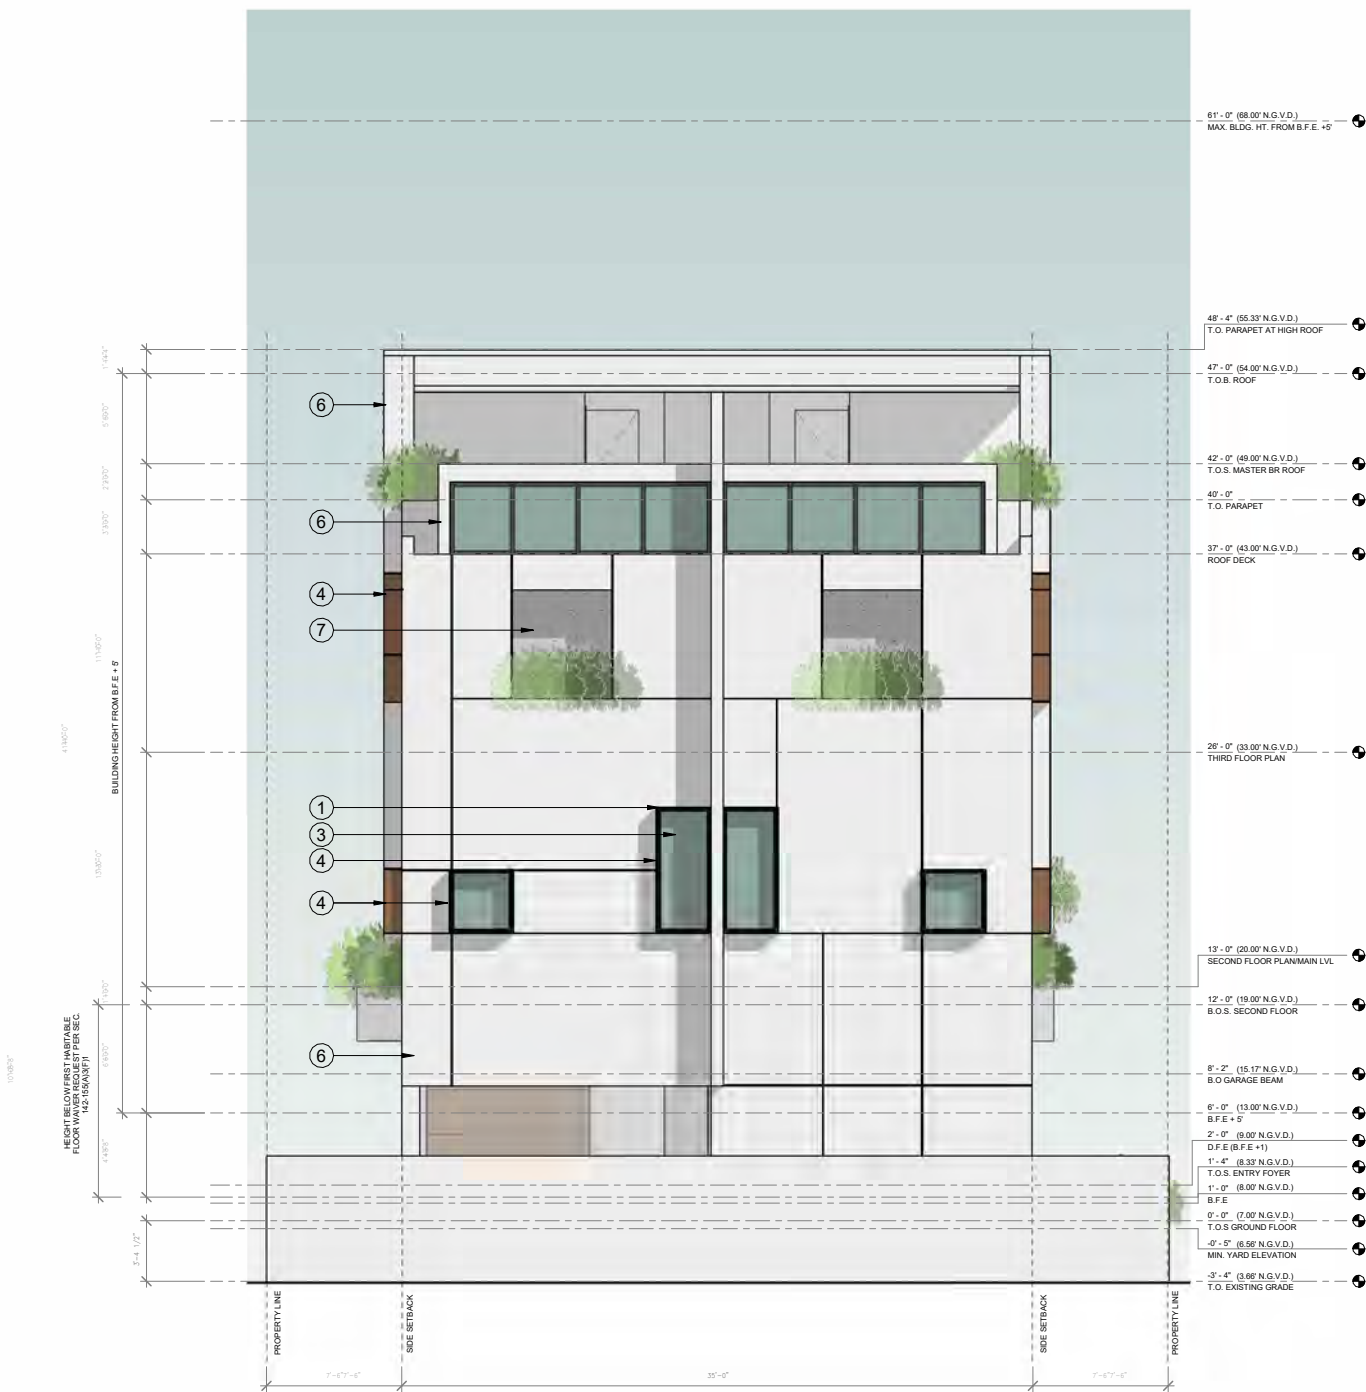 61' - 0" (68.00' N.G.V.D.)
MAX. BLDG. HT. FROM B.F.E. +5'
48' - 4" (55.33' N.G.V.D.)
T.O. PARAPET AT HIGH ROOF
47' - 0" (54.00' N.G.V.D.)
T.O.B. ROOF
6
42' - 0" (49.00' N.G.V.D.)
T.O.S. MASTER BR ROOF
40' - 0"
T.O. PARAPET
6
37' - 0" (43.00' N.G.V.D.)
ROOF DECK
4
7
BUILDING HEIGHT FROM B.F.E + 5'
26' - 0" (33.00' N.G.V.D.)
THIRD FLOOR PLAN
1
3
4
4
13' - 0" (20.00' N.G.V.D.)
SECOND FLOOR PLAN/MAIN LVL
12' - 0" (19.00' N.G.V.D.)
B.O.S. SECOND FLOOR
HEIGHT BELOW FIRST HABITABLE
FLOOR WAIVER REQUEST PER SEC.
142-155(A)3(F)1
6
8' - 2" (15.17' N.G.V.D.)
B.O GARAGE BEAM
6' - 0" (13.00' N.G.V.D.)
B.F.E + 5'
2' - 0" (9.00' N.G.V.D.)
D.F.E (B.F.E +1)
1' - 4" (8.33' N.G.V.D.)
T.O.S. ENTRY FOYER
1' - 0" (8.00' N.G.V.D.)
B.F.E
0' - 0" (7.00' N.G.V.D.)
T.O.S GROUND FLOOR
-0' - 5" (6.56' N.G.V.D.)
MIN. YARD ELEVATION
3'-4 1/2"
-3' - 4" (3.66' N.G.V.D.)
T.O. EXISTING GRADE
PROPERTY LINE
SIDE SETBACK
SIDE SETBACK
PROPERTY LINE
35'-0"